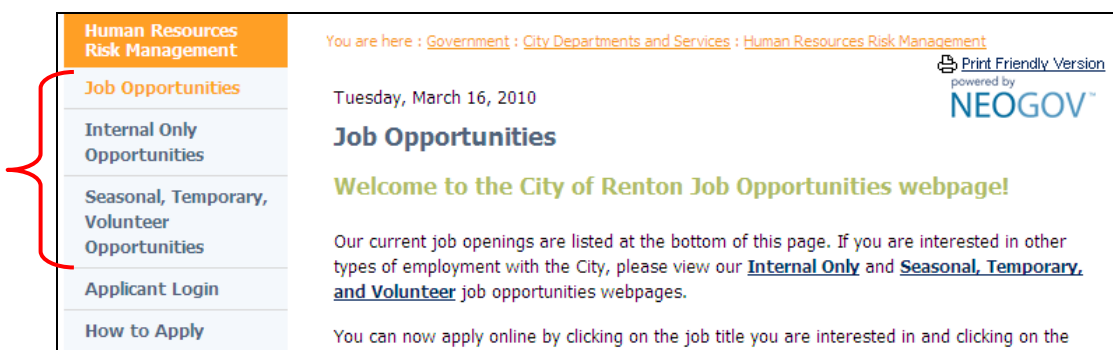 Human Resources
Risk Management
Job Opportunities
Internal Only
Opportunities
Seasonal, Temporary,
Volunteer
Opportunities
Applicant Login
How to Apply
You are here : Government : City Departments and Services : Human Resources Risk Management
Print Friendly Version
powered by
NEOGOV™
Tuesday, March 16, 2010
Job Opportunities
Welcome to the City of Renton Job Opportunities webpage!
Our current job openings are listed at the bottom of this page. If you are interested in other
types of employment with the City, please view our Internal Only and Seasonal, Temporary,
and Volunteer job opportunities webpages.
You can now apply online by clicking on the job title you are interested in and clicking on the